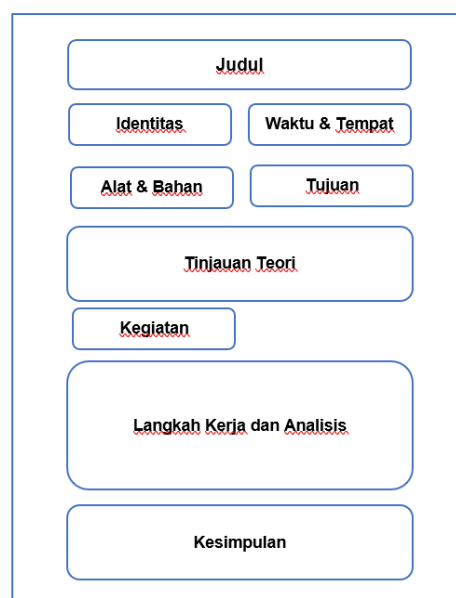 Judul
Identitas
Waktu & Tempat
Alat & Bahan
Tujuan
Tinjauan Teori
Kegiatan
Langkah Kerja dan Analisis
Kesimpulan